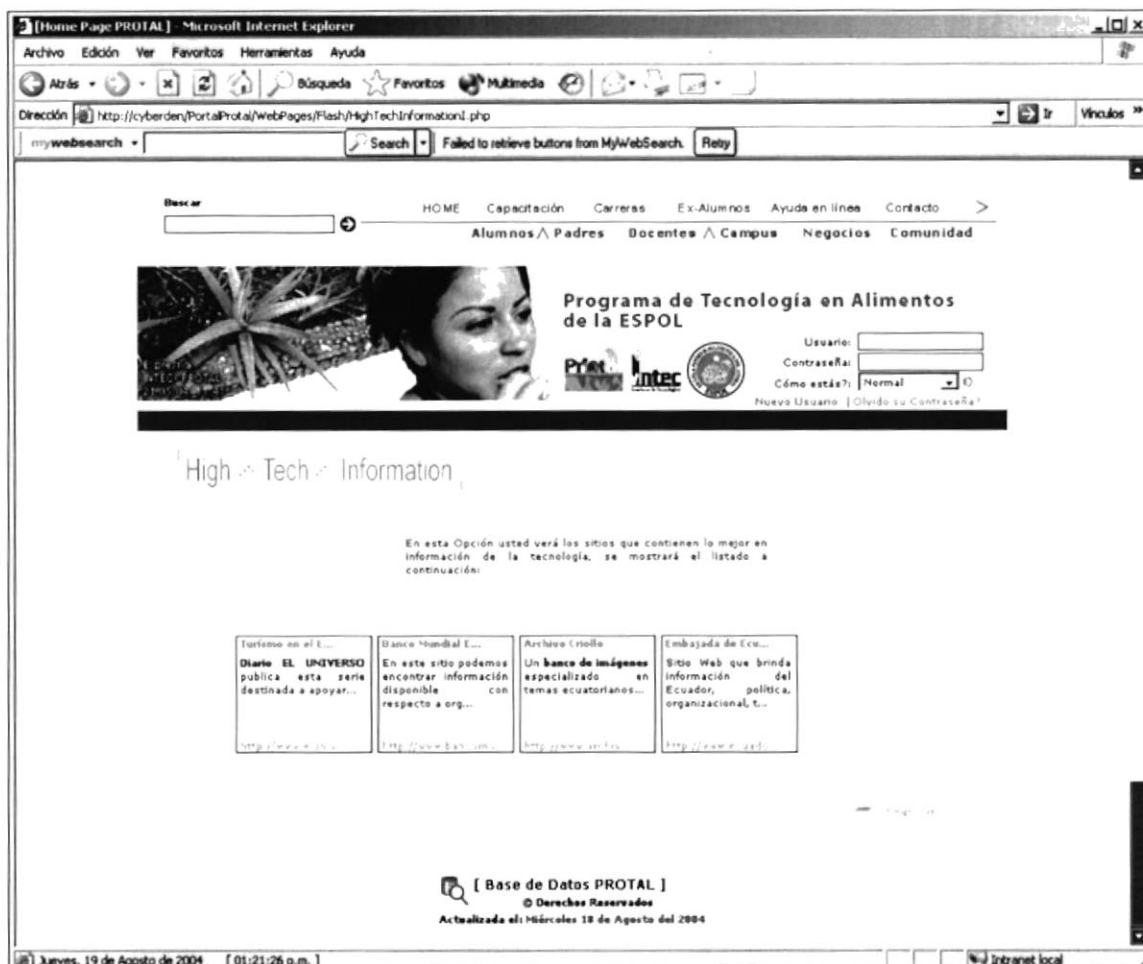 [Home Page PROTAL] - Microsoft Internet Explorer
Archivo Edición Ver Favoritos Herramientas Ayuda
Atrás Búsqueda Favoritos Multimedia
Dirección http://cyberden/PortalProtal/WebPages/Flash/HighTechInformation1.php Ir Vínculos »
mywebsearch Search Failed to retrieve buttons from MyWebSearch. Retry
Buscar
HOME Capacitación Carreras Ex-Alumnos Ayuda en línea Contacto >
Alumnos Padres Docentes Campus Negocios Comunidad
Programa de Tecnología en Alimentos
de la ESPOL
Usuario:
Contraseña:
Cómo estás?: Normal
Nuevo Usuario | Olvido su Contraseña?
Intec
ESPOL
High Tech Information
En esta Opción usted verá los sitios que contienen lo mejor en
información de la tecnología, se mostrará el listado a
continuación:
Turismo en el E...
Diario EL UNIVERSO
publica esta serie
destinada a apoyar...
Banco Mundial E...
En este sitio podemos
encontrar información
disponible con
respecto a org...
Archivo Criollo
Un banco de imágenes
especializado en
temas ecuatorianos...
Embajada de Ecu...
Sitio Web que brinda
información del
Ecuador, política,
organizacional, t...
[ Base de Datos PROTAL ]
© Derechos Reservados
Actualizada el: Miércoles 18 de Agosto del 2004
Jueves, 19 de Agosto de 2004 [ 01:21:26 p.m. ] Intranet local